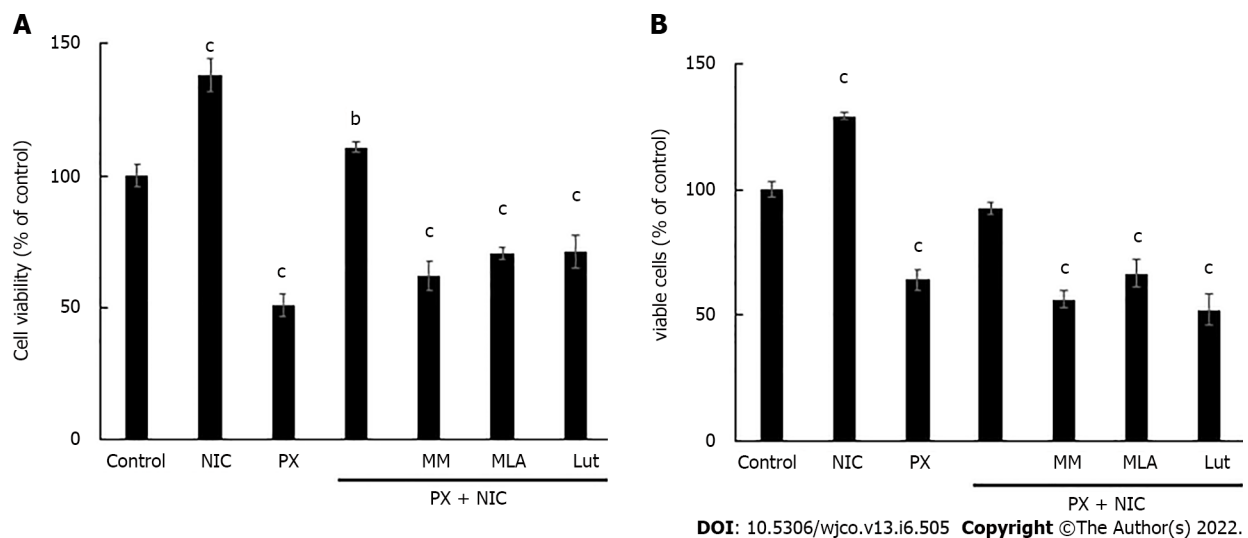 A
Cell viability (% of control)
150
100
50
0
c
c
b
c
c
c
Control NIC PX MM MLA Lut
PX + NIC
B
viable cells (% of control)
150
100
50
0
c
c
c
c
c
Control NIC PX MM MLA Lut
PX + NIC
DOI: 10.5306/wjco.v13.i6.505 Copyright ©The Author(s) 2022.